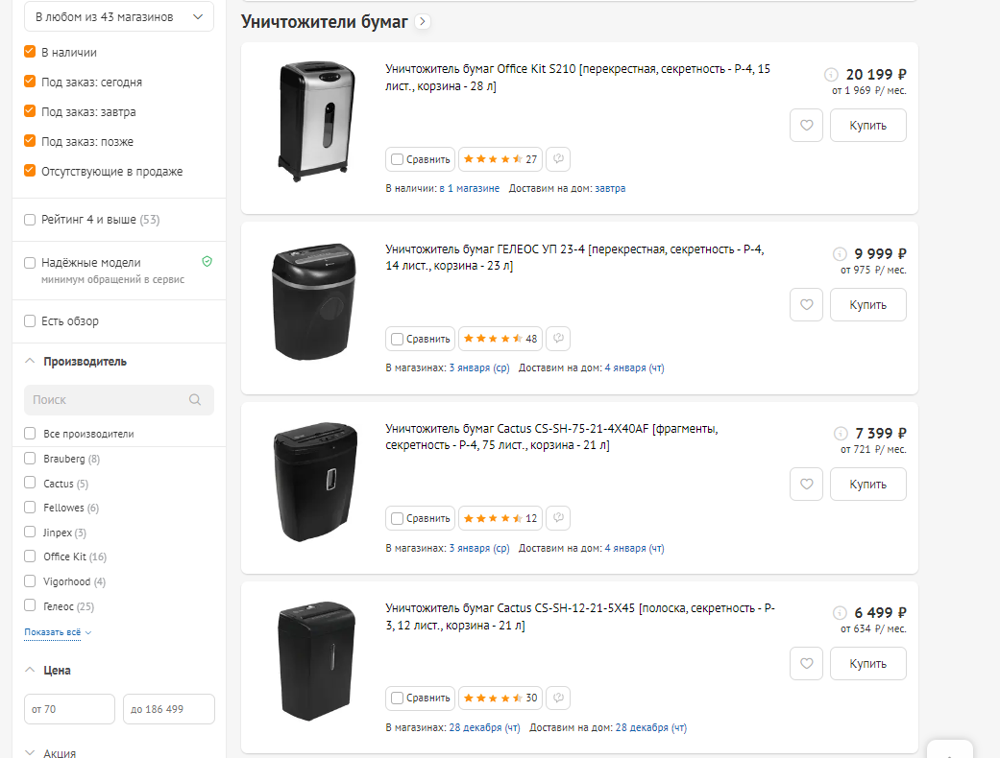 В любом из 43 магазинов
В наличии
Под заказ: сегодня
Под заказ: завтра
Под заказ: позже
Отсутствующие в продаже
Рейтинг 4 и выше (53)
Надёжные модели
минимум обращений в сервис
Есть обзор
Производитель
Поиск
Все производители
Brauberg (8)
Cactus (5)
Fellowes (6)
Jinpex (3)
Office Kit (16)
Vigorhood (4)
Гелеос (25)
Показать всё
Цена
от 70
до 186 499
Акция
Уничтожители бумаг
Уничтожитель бумаг Office Kit S210 [перекрестная, секретность - P-4, 15
лист., корзина - 28 л]
20 199 ₽
от 1 969 ₽/ мес.
Купить
Сравнить
27
В наличии: в 1 магазине Доставим на дом: завтра
Уничтожитель бумаг ГЕЛЕОС УП 23-4 [перекрестная, секретность - P-4,
14 лист., корзина - 23 л]
9 999 ₽
от 975 ₽/ мес.
Купить
Сравнить
48
В магазинах: 3 января (ср) Доставим на дом: 4 января (чт)
Уничтожитель бумаг Cactus CS-SH-75-21-4X40AF [фрагменты,
секретность - P-4, 75 лист., корзина - 21 л]
7 399 ₽
от 721 ₽/ мес.
Купить
Сравнить
12
В магазинах: 3 января (ср) Доставим на дом: 4 января (чт)
Уничтожитель бумаг Cactus CS-SH-12-21-5X45 [полоска, секретность - P-
3, 12 лист., корзина - 21 л]
6 499 ₽
от 634 ₽/ мес.
Купить
Сравнить
30
В магазинах: 28 декабря (чт) Доставим на дом: 28 декабря (чт)